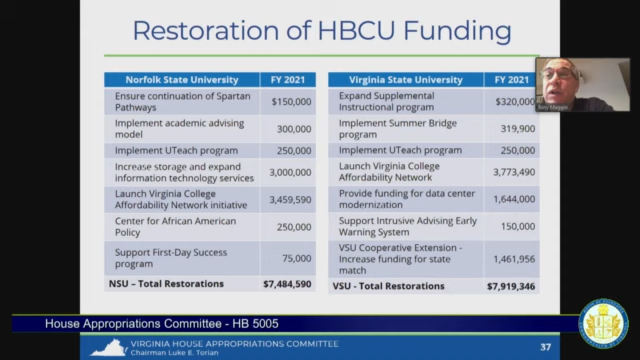 Restoration of HBCU Funding
Norfolk State University FY 2021
Ensure continuation of Spartan
Pathways $150,000
Implement academic advising
model 300,000
Implement UTeach program 250,000
Increase storage and expand
information technology services 3,000,000
Launch Virginia College
Affordability Network initiative 3,459,590
Center for African American
Policy 250,000
Support First-Day Success
program 75,000
NSU – Total Restorations $7,484,590
Virginia State University FY 2021
Expand Supplemental
Instructional program $320,000
Implement Summer Bridge
program 319,900
Implement UTeach program 250,000
Launch Virginia College
Affordability Network 3,773,490
Provide funding for data center
modernization 1,644,000
Support Intrusive Advising Early
Warning System 150,000
VSU Cooperative Extension -
Increase funding for state
match 1,461,956
VSU - Total Restorations $7,919,346
Tony Maggio
House Appropriations Committee - HB 5005
VIRGINIA HOUSE APPROPRIATIONS COMMITTEE
Chairman Luke E. Torian
37